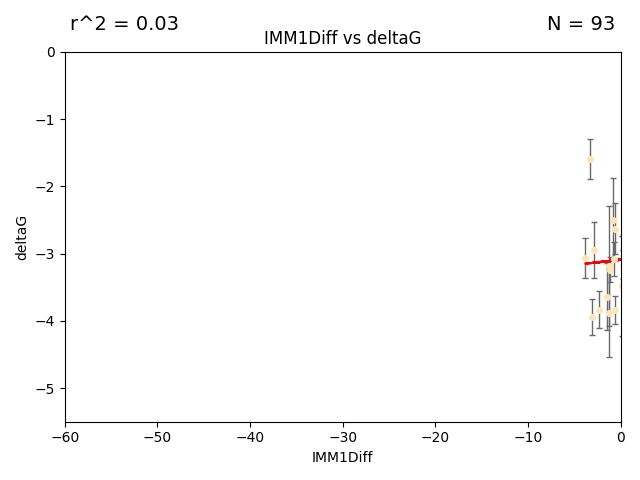 r^2 = 0.03
N = 93
IMM1Diff vs deltaG
0
−1
−2
−3
−4
−5
deltaG
−60
−50
−40
−30
−20
−10
0
IMM1Diff